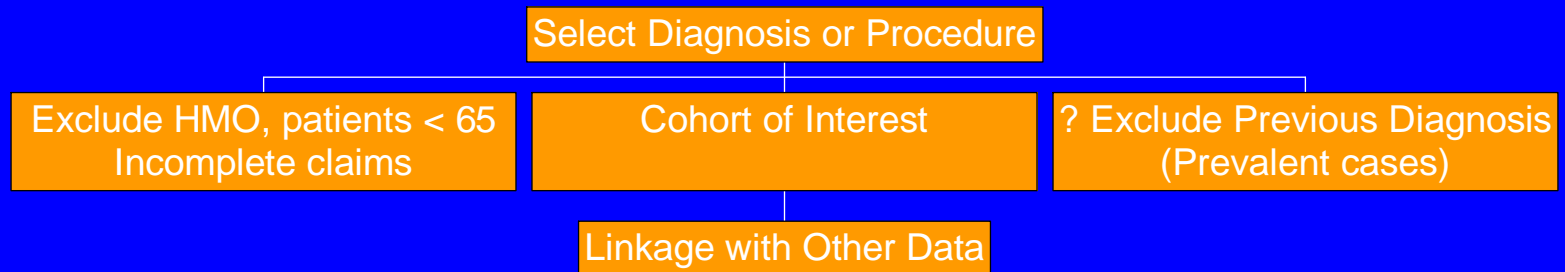 Select Diagnosis or Procedure
Exclude HMO, patients < 65
Incomplete claims
Cohort of Interest
? Exclude Previous Diagnosis
(Prevalent cases)
Linkage with Other Data